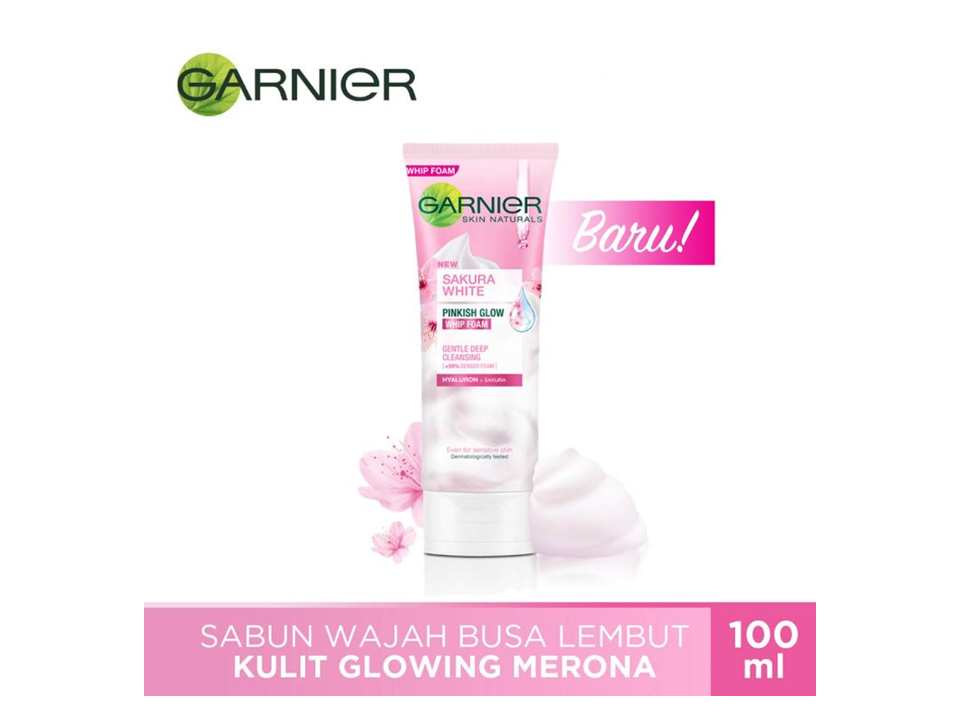 GARNIER
WHIP FOAM
GARNIER
SKIN NATURALS
Baru!
NEW
SAKURA
WHITE
PINKISH GLOW
WHIP FOAM
GENTLE DEEP
CLEANSING
HYALURON + SAKURA
Even for sensitive skin
Dermatologically tested
SABUN WAJAH BUSA LEMBUT
KULIT GLOWING MERONA
100
ml